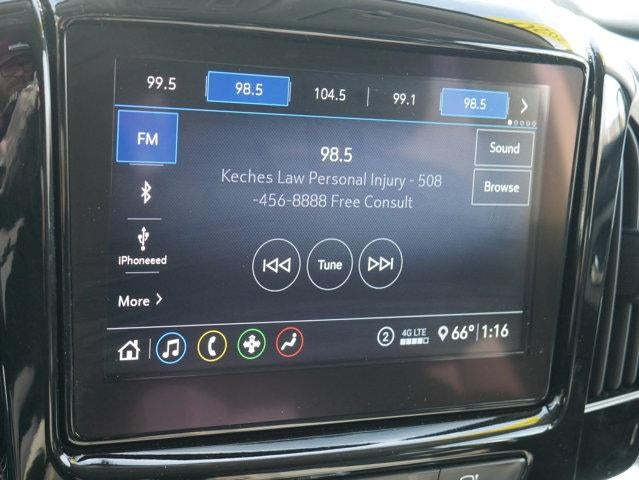 99.5 98.5 104.5 99.1 98.5
FM
98.5
Sound
Keches Law Personal Injury - 508
-456-8888 Free Consult
Browse
iPhoneeed
Tune
More
2 4G LTE 66° 1:16